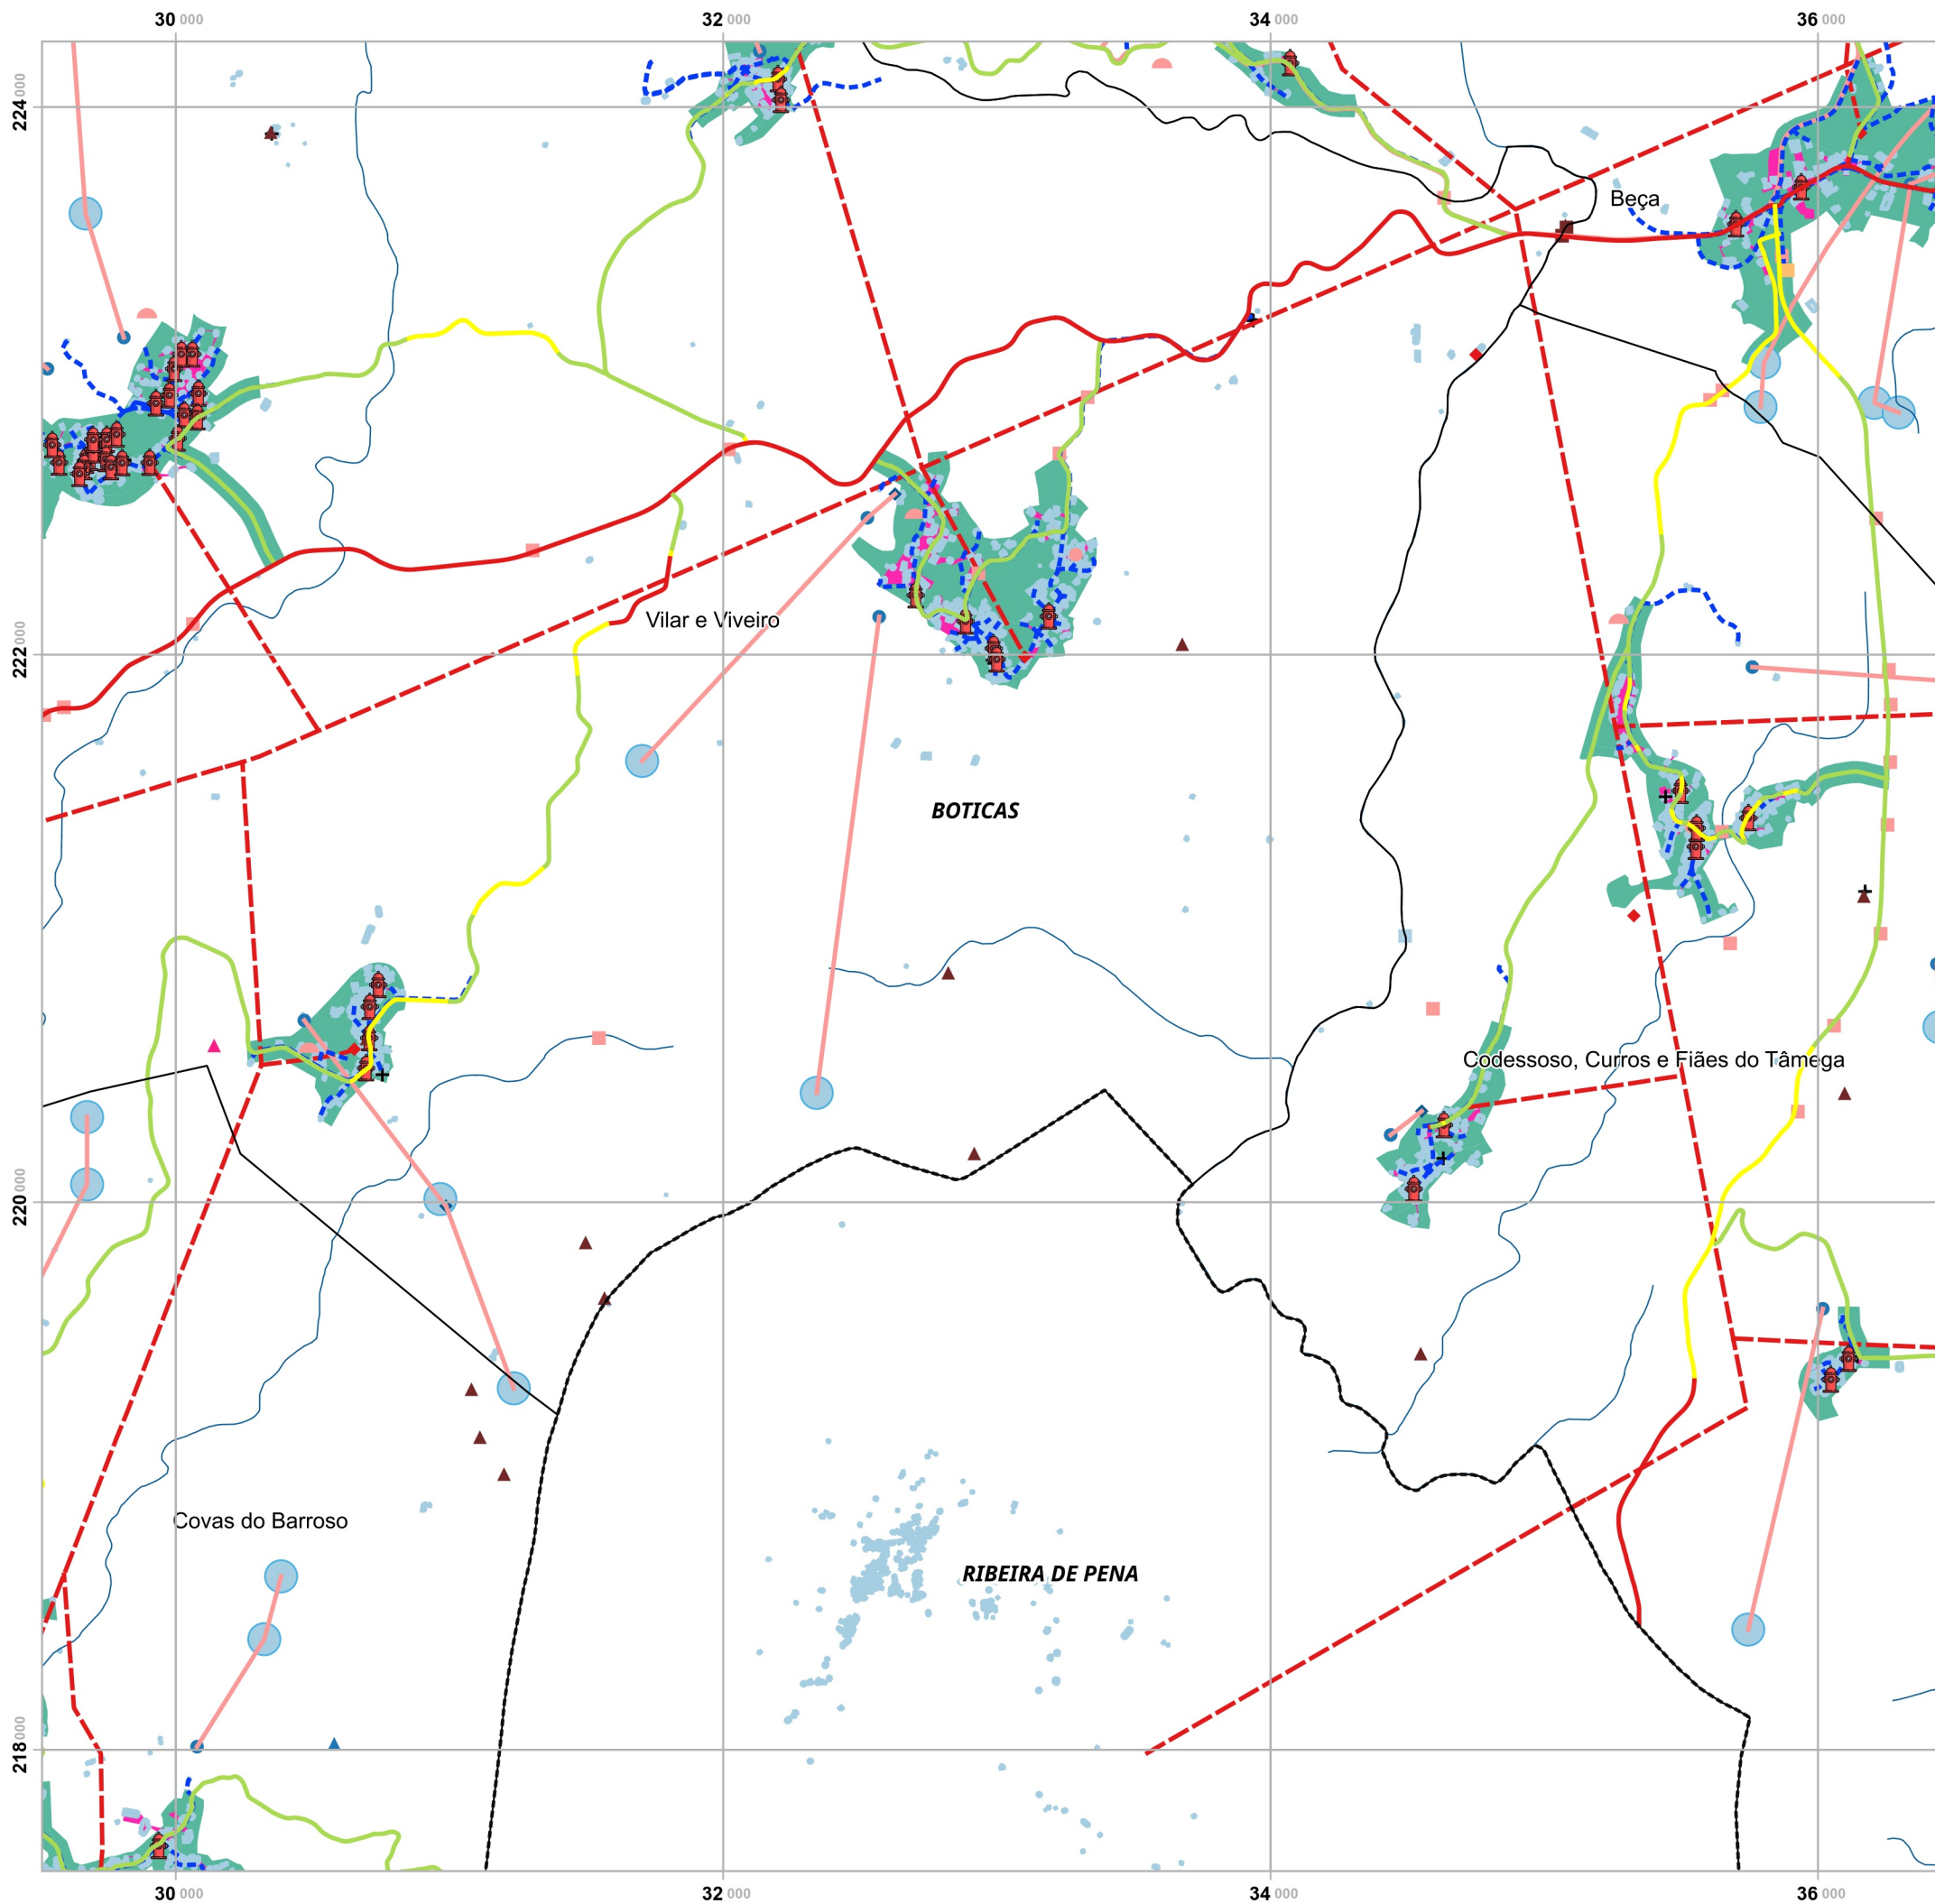 30 000 32 000 34 000 36 000
224 000
Beça
222 000
Vilar e Viveiro
BOTICAS
Codessoso, Curros e Fiães do Tâmega
220 000
Covas do Barroso
RIBEIRA DE PENA
218 000
30 000 32 000 34 000 36 000